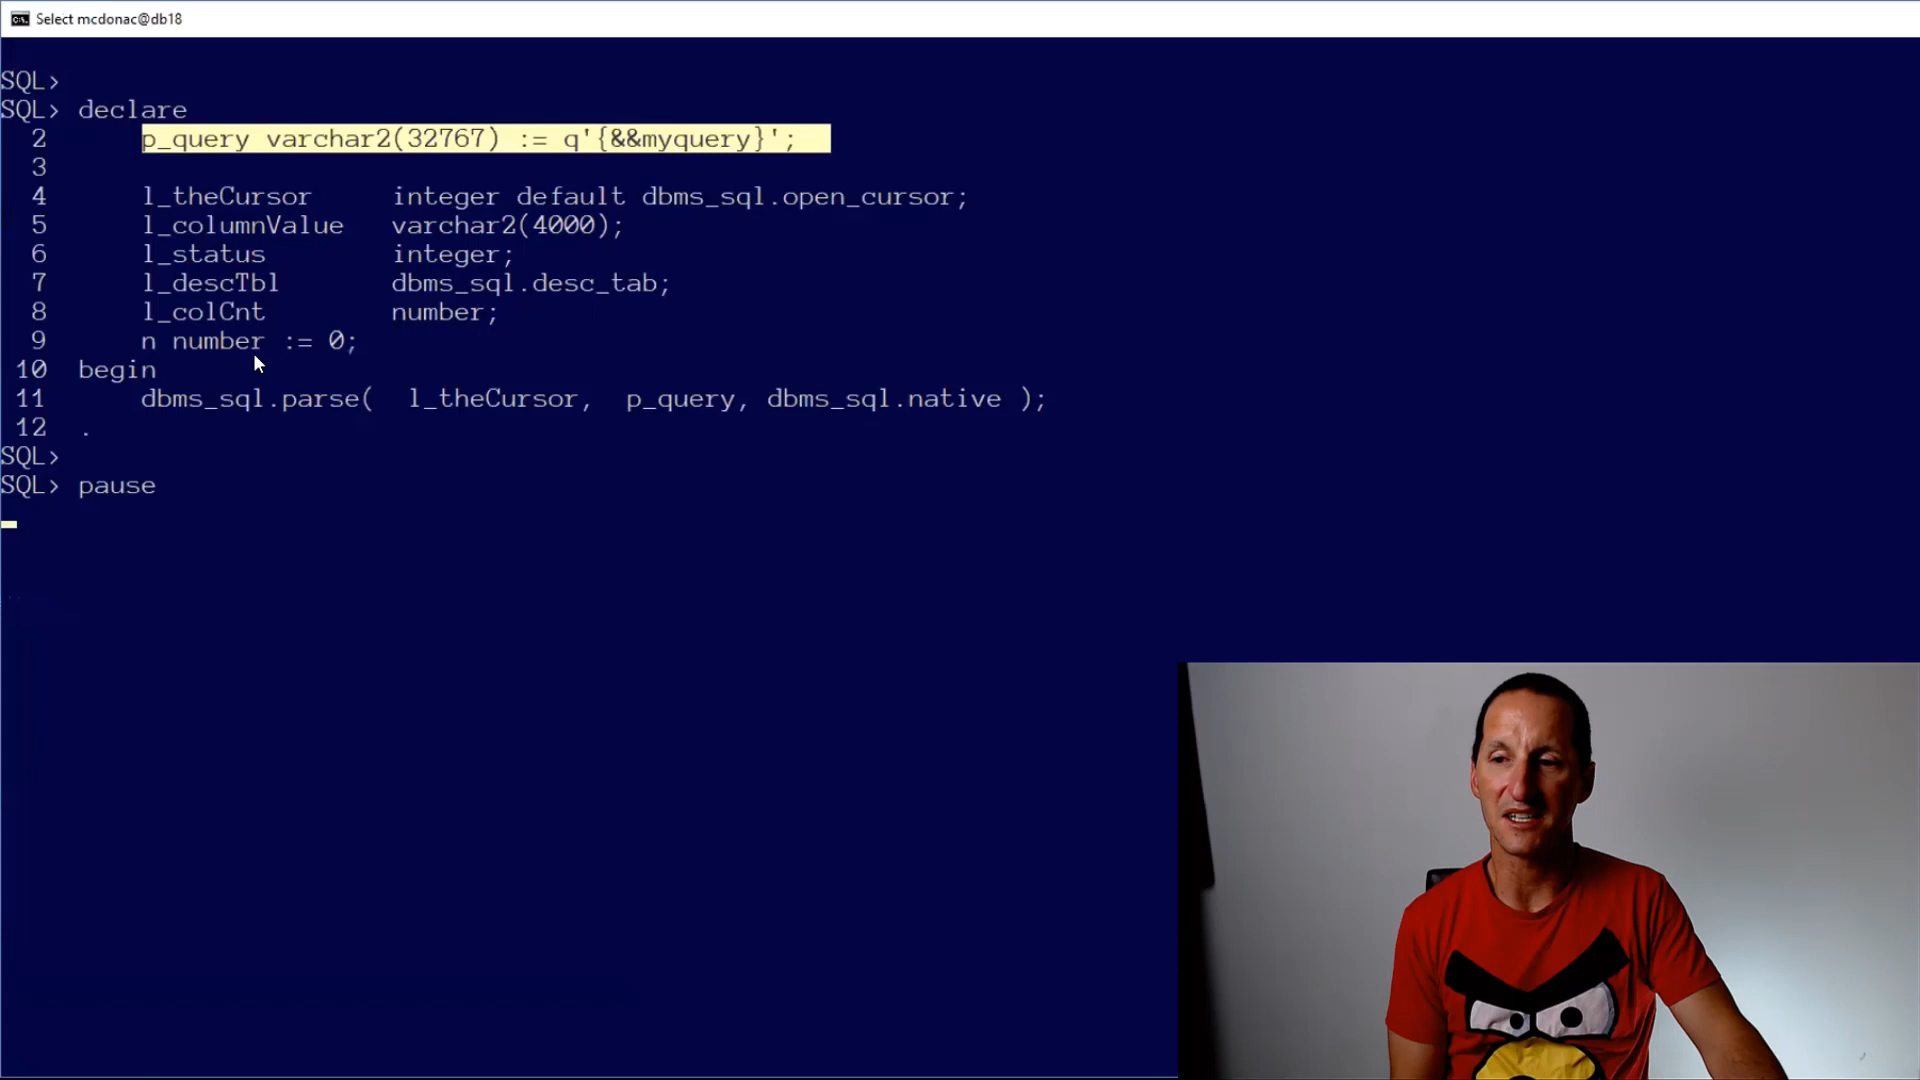 Select mcdonac@db18
SQL>
SQL> declare
2 p_query varchar2(32767) := q'{&&myquery}';
3
4 l_theCursor integer default dbms_sql.open_cursor;
5 l_columnValue varchar2(4000);
6 l_status integer;
7 l_descTbl dbms_sql.desc_tab;
8 l_colCnt number;
9 n number := 0;
10 begin
11 dbms_sql.parse( l_theCursor, p_query, dbms_sql.native );
12 .
SQL>
SQL> pause